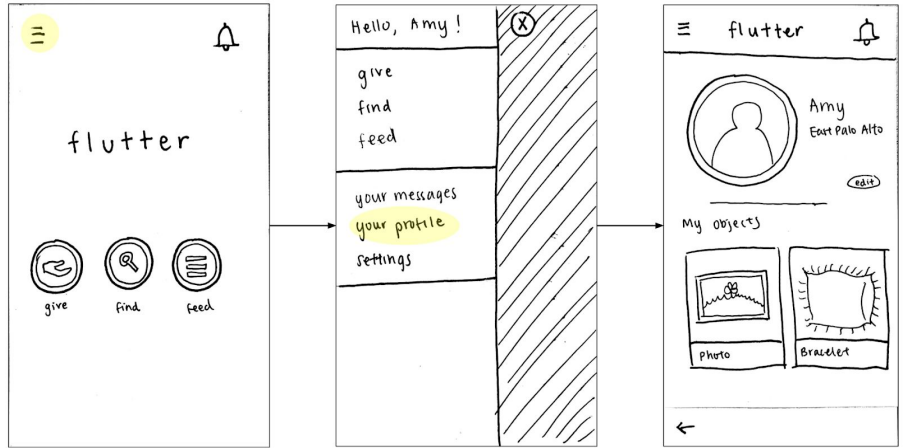 flutter
give
find
feed
Hello, Amy!
X
give
find
feed
your messages
your profile
settings
flutter
Amy
East Palo Alto
edit
My objects
Photo
Bracelet